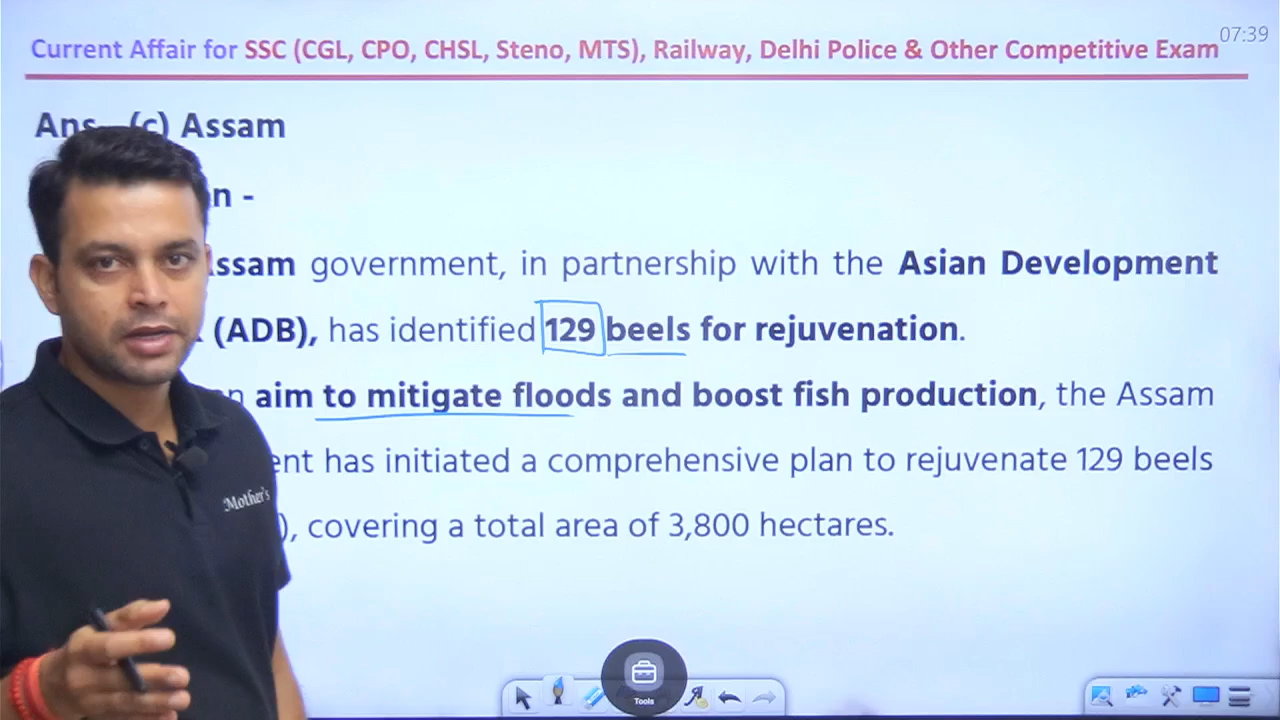 07:39
Current Affair for SSC (CGL, CPO, CHSL, Steno, MTS), Railway, Delhi Police & Other Competitive Exam
Ans - (c) Assam
n -
ssam government, in partnership with the Asian Development
(ADB), has identified 129 beels for rejuvenation.
n aim to mitigate floods and boost fish production, the Assam
ent has initiated a comprehensive plan to rejuvenate 129 beels
), covering a total area of 3,800 hectares.
Mother's
Tools